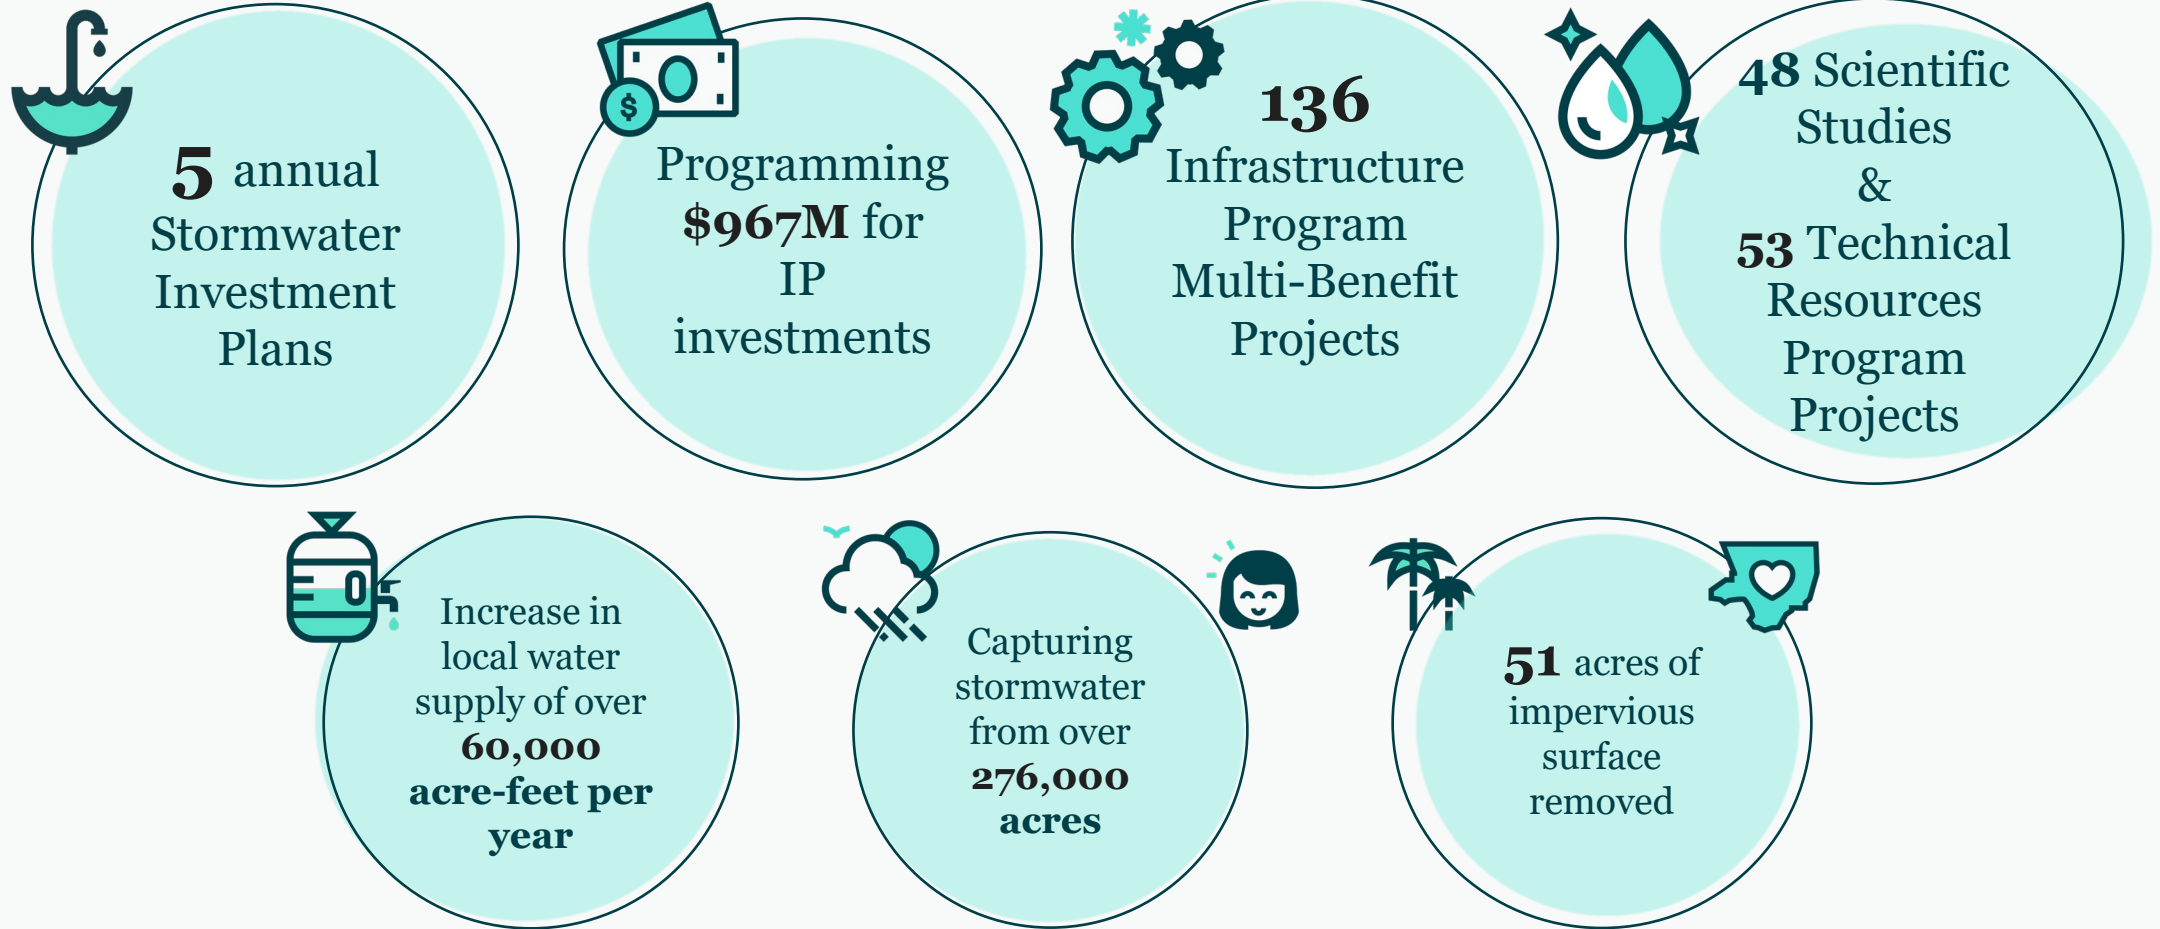 5 annual
Stormwater
Investment
Plans
Programming
$967M for
IP
investments
136
Infrastructure
Program
Multi-Benefit
Projects
48 Scientific
Studies
&
53 Technical
Resources
Program
Projects
Increase in
local water
supply of over
60,000
acre-feet per
year
Capturing
stormwater
from over
276,000
acres
51 acres of
impervious
surface
removed
$